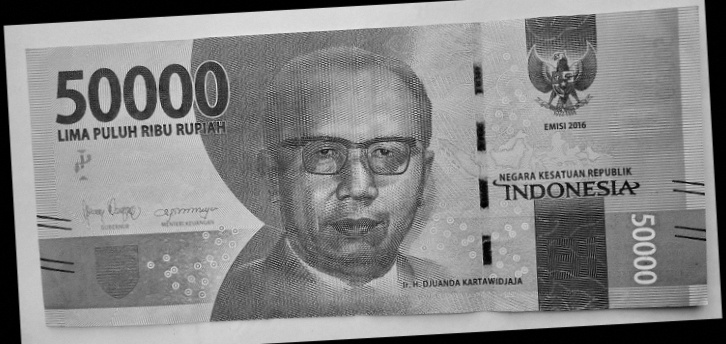 50000
LIMA PULUH RIBU RUPIAH
EMISI 2016
NEGARA KESATUAN REPUBLIK
INDONESIA
GUBERNUR
MENTERI KEUANGAN
50000
Ir. H. DJUANDA KARTAWIDJAJA